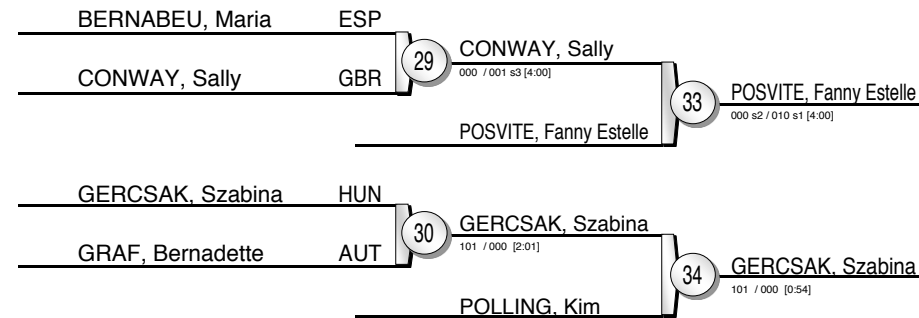 BERNABEU, Maria ESP
29
CONWAY, Sally
000 / 001 s3 [4:00]
CONWAY, Sally GBR
33
POSVITE, Fanny Estelle
000 s2 / 010 s1 [4:00]
POSVITE, Fanny Estelle
GERCSAK, Szabina HUN
30
GERCSAK, Szabina
101 / 000 [2:01]
GRAF, Bernadette AUT
34
GERCSAK, Szabina
101 / 000 [0:54]
POLLING, Kim